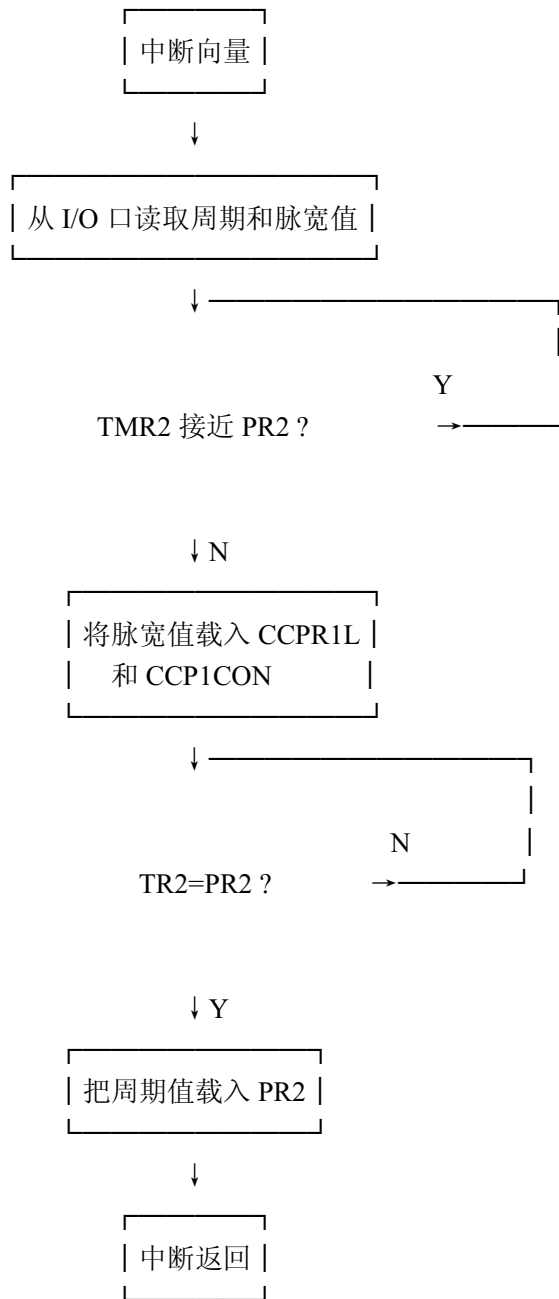 中断向量
从 I/O 口读取周期和脉宽值
Y
TMR2 接近 PR2？
N
将脉宽值载入 CCPR1L
和 CCP1CON
N
TR2=PR2？
Y
把周期值载入 PR2
中断返回